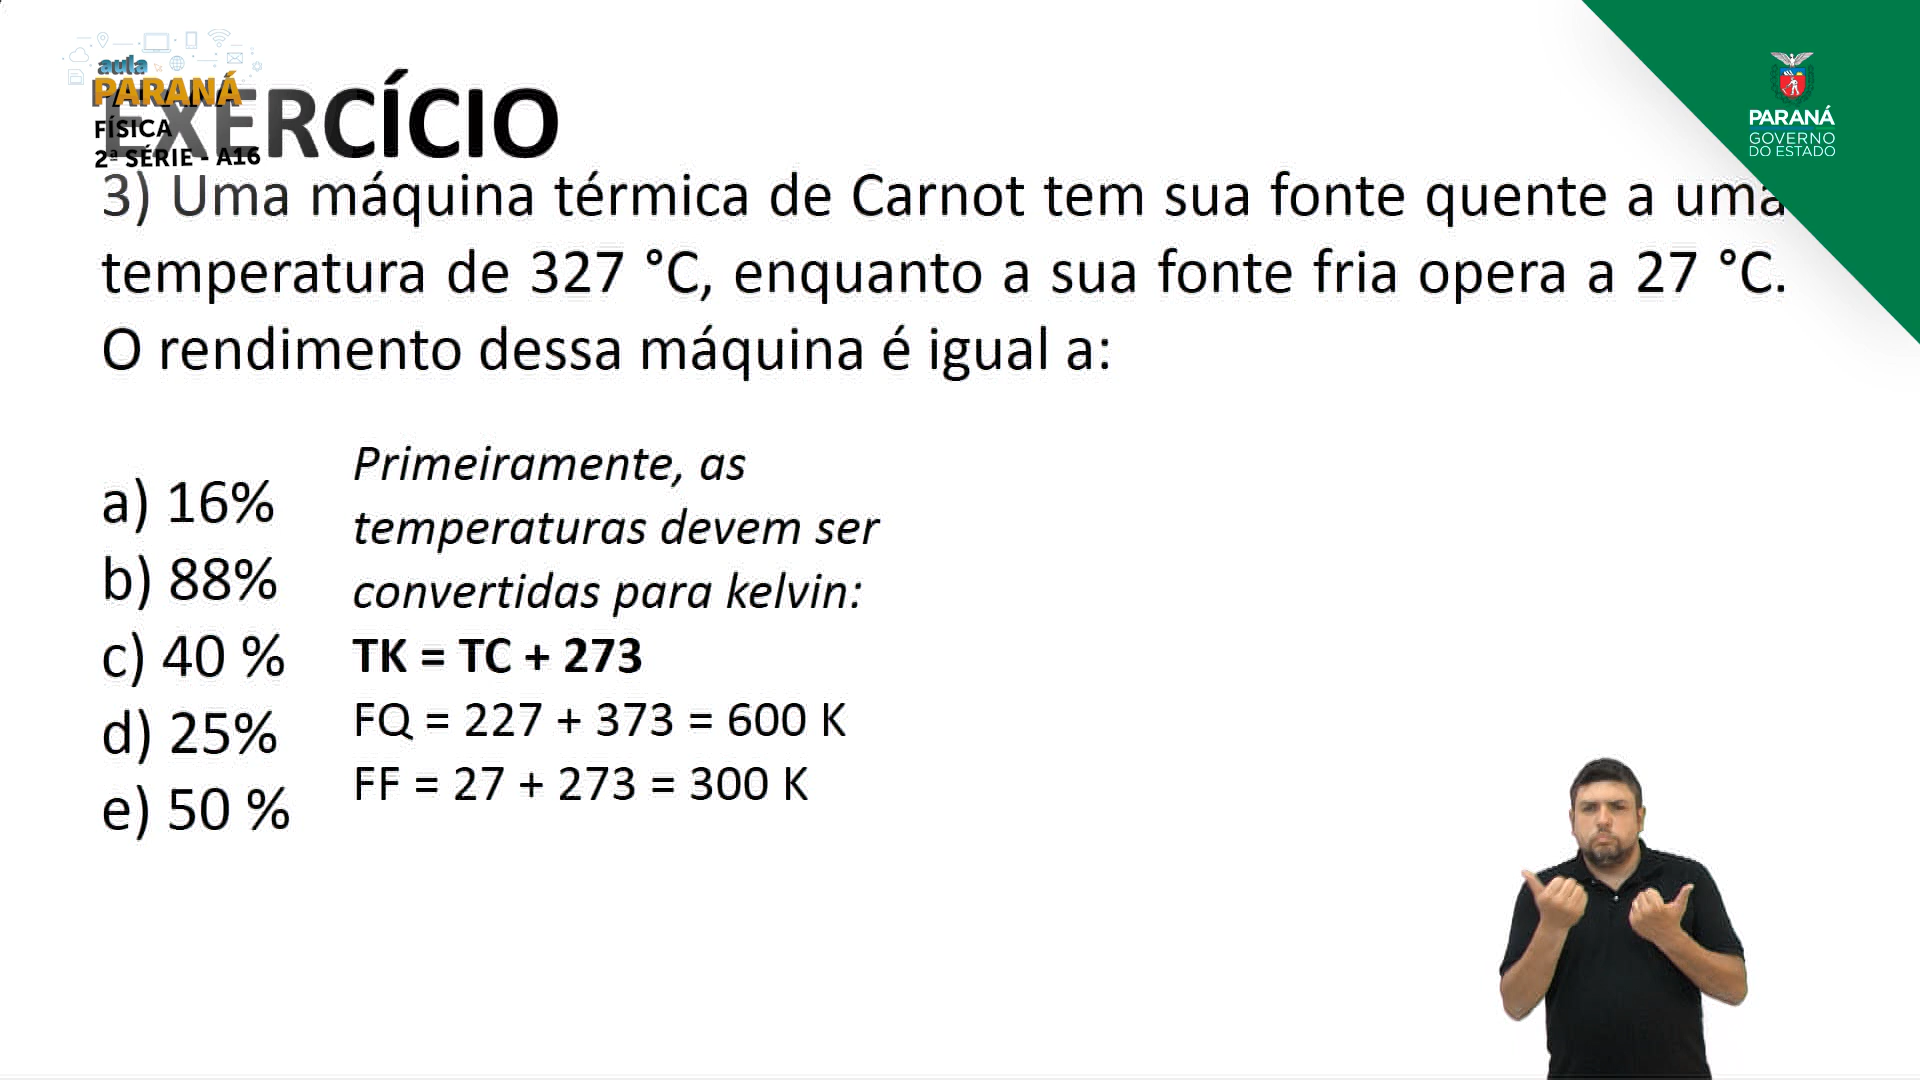 aula
PARANÁ
FÍSICA
2ª SÉRIE - A16
EXERCÍCIO
PARANÁ
GOVERNO
DO ESTADO
3) Uma máquina térmica de Carnot tem sua fonte quente a uma
temperatura de 327 °C, enquanto a sua fonte fria opera a 27 °C.
O rendimento dessa máquina é igual a:
a) 16%
b) 88%
c) 40 %
d) 25%
e) 50 %
Primeiramente, as
temperaturas devem ser
convertidas para kelvin:
TK = TC + 273
FQ = 227 + 373 = 600 K
FF = 27 + 273 = 300 K